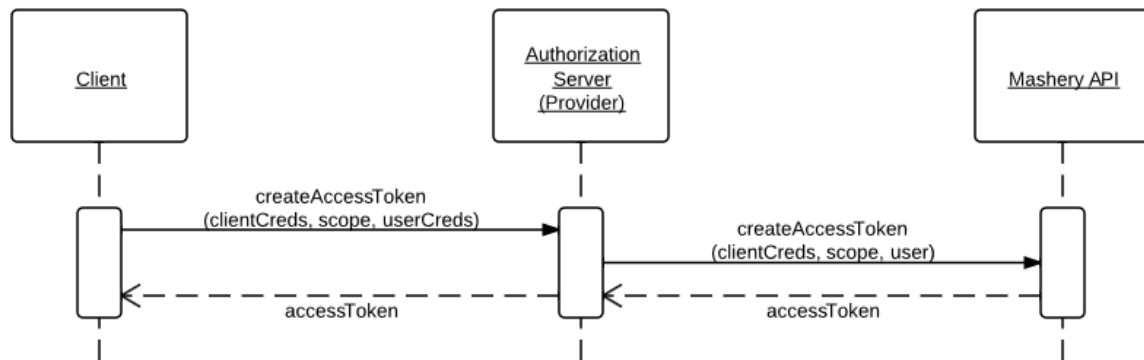 Client
Authorization
Server
(Provider)
Mashery API
createAccessToken
(clientCreds, scope, userCreds)
createAccessToken
(clientCreds, scope, user)
accessToken
accessToken